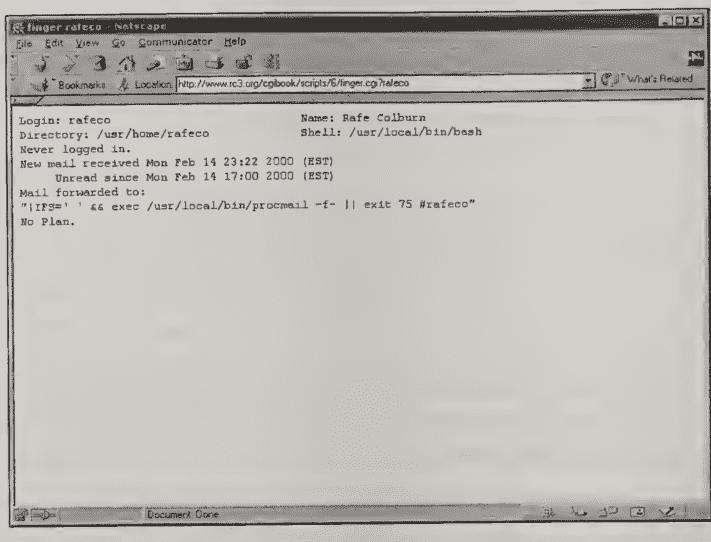 finger rafeco - Netscape
File Edit View Go Communicator Help
Bookmarks Location: http://www.rc3.org/cgibook/scripts/6/finger.cgi?rafeco What's Related
Login: rafeco Name: Rafe Colburn
Directory: /usr/home/rafeco Shell: /usr/local/bin/bash
Never logged in.
New mail received Mon Feb 14 23:22 2000 (EST)
Unread since Mon Feb 14 17:00 2000 (EST)
Mail forwarded to:
"|IFS=' ' && exec /usr/local/bin/procmail -f- || exit 75 #rafeco"
No Plan.
Document: Done